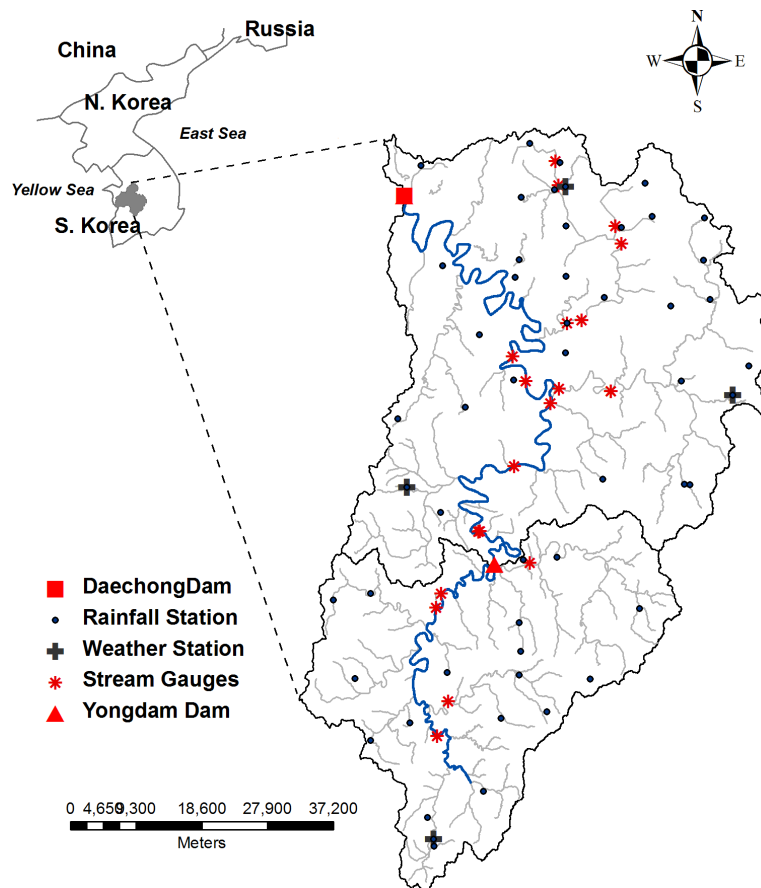 Russia
China
N. Korea
East Sea
Yellow Sea
S. Korea
N
W E
S
DaechongDam
Rainfall Station
Weather Station
Stream Gauges
Yongdam Dam
0 4,650 9,300 18,600 27,900 37,200
Meters